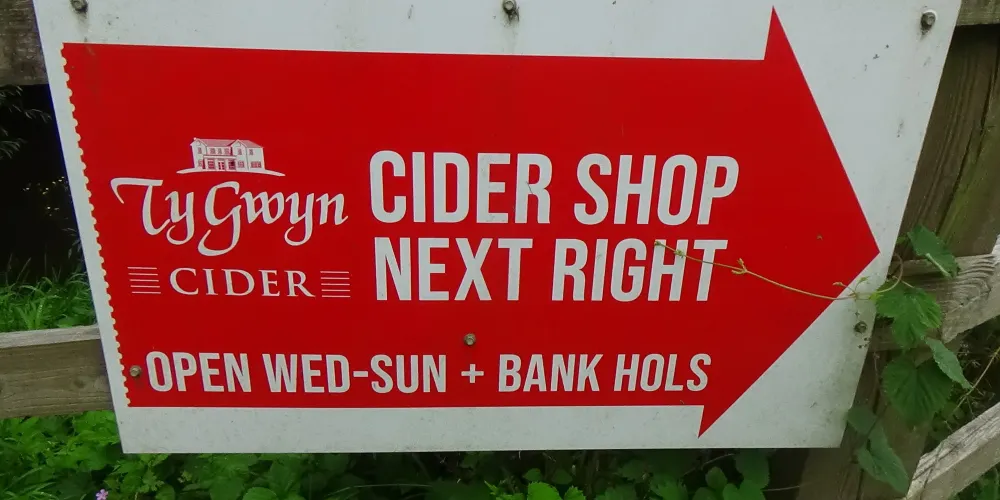 Ty Gwyn
CIDER
CIDER SHOP
NEXT RIGHT
OPEN WED-SUN + BANK HOLS